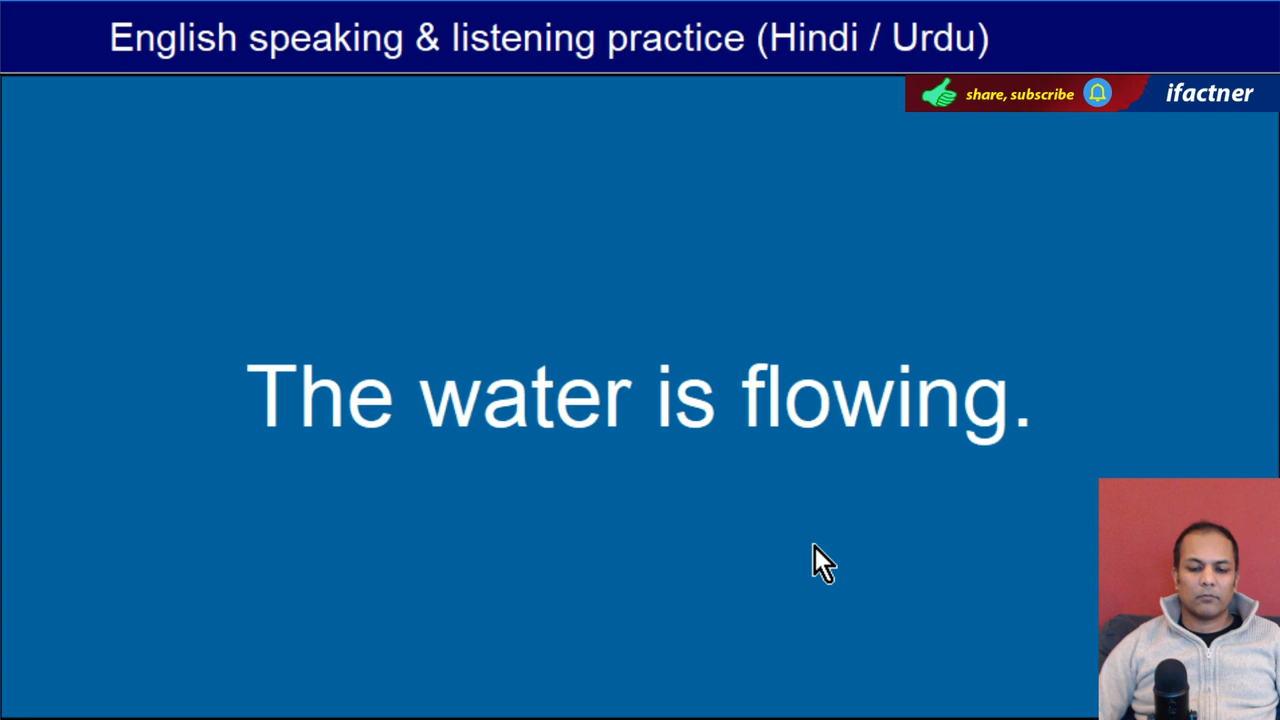 English speaking & listening practice (Hindi / Urdu)
share, subscribe
ifactner
The water is flowing.